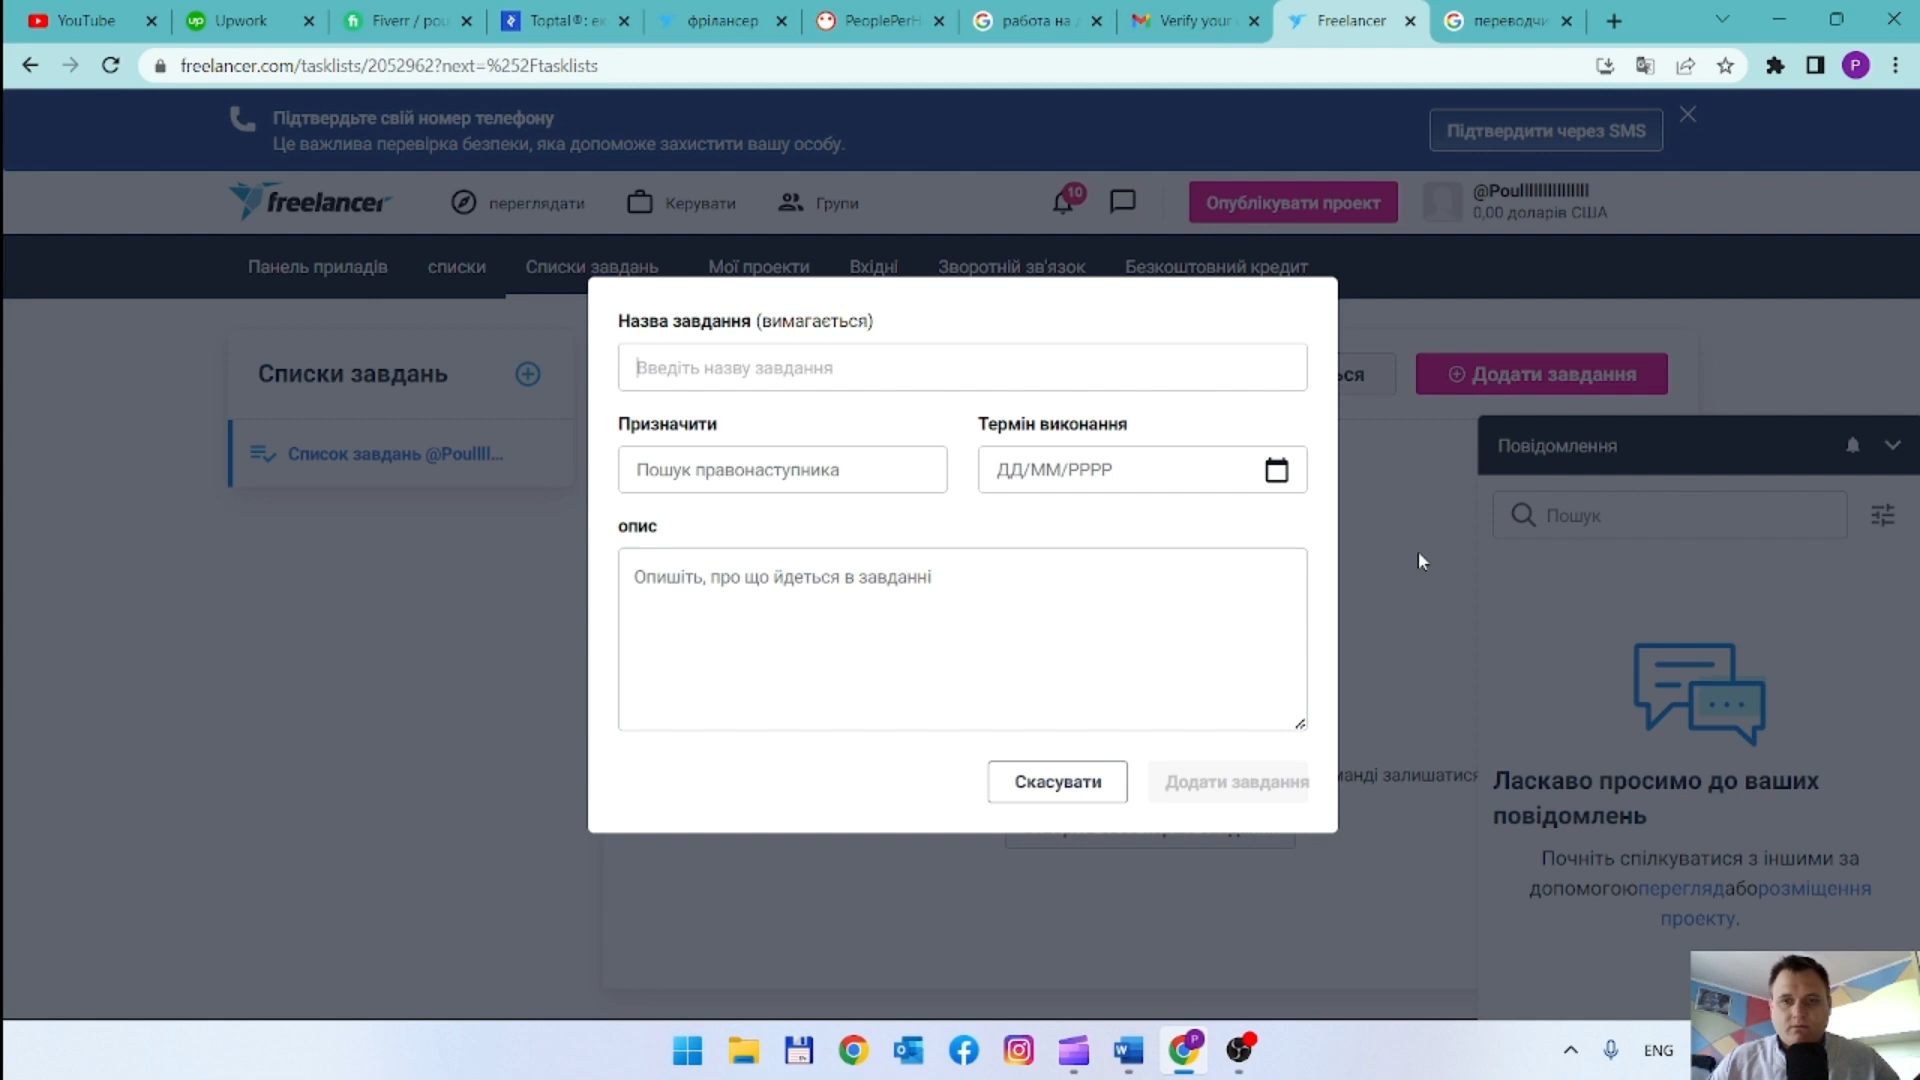 YouTube
Upwork
Fiverr / pou
Toptal®: ек
фрілансер
PeoplePerH
работа на
Verify your
Freelancer
переводчи
freelancer.com/tasklists/2052962?next=%252Ftasklists
Підтвердьте свій номер телефону
Це важлива перевірка безпеки, яка допоможе захистити вашу особу.
Підтвердити через SMS
freelancer
переглядати
Керувати
Групи
10
Опублікувати проект
@Poulllllllllllllll
0,00 доларів США
Панель приладів
списки
Списки завдань
Мої проекти
Вхідні
Зворотній зв'язок
Безкоштовний кредит
Назва завдання (вимагається)
Введіть назву завдання
Списки завдань
ься
Додати завдання
Призначити
Термін виконання
Список завдань @Poullll...
Пошук правонаступника
ДД/ММ/РРРР
Повідомлення
Пошук
опис
Опишіть, про що йдеться в завданні
Скасувати
Додати завдання
манді залишатися
Ласкаво просимо до ваших
повідомлень
Почніть спілкуватися з іншими за
допомогоюпереглядаборозміщення
проекту.
ENG